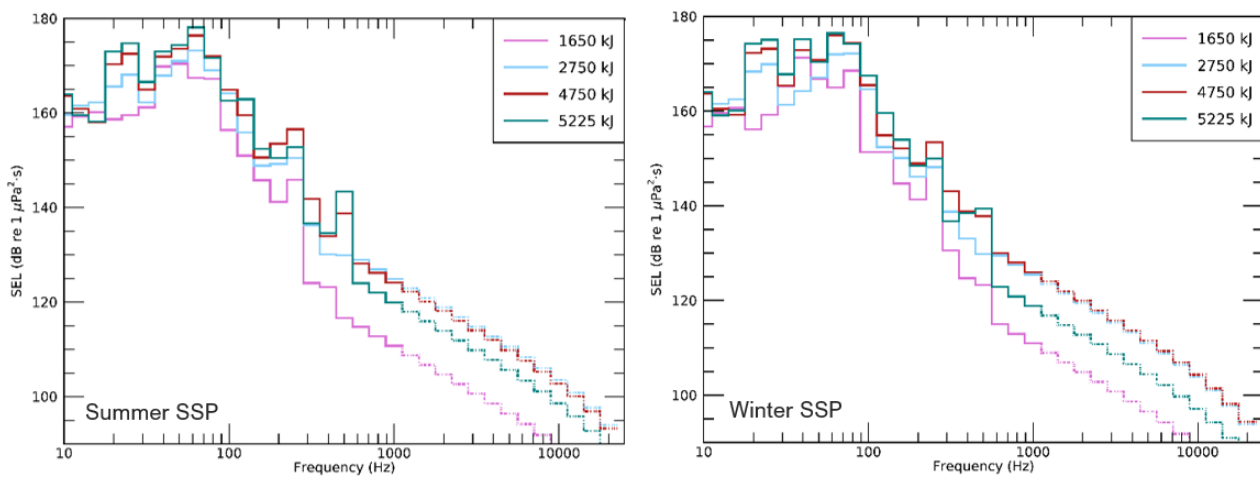 180
160
140
120
100
SEL (dB re 1 μPa²·s)
1650 kJ
2750 kJ
4750 kJ
5225 kJ
Summer SSP
10
100
1000
10000
Frequency (Hz)
180
160
140
120
100
SEL (dB re 1 μPa²·s)
1650 kJ
2750 kJ
4750 kJ
5225 kJ
Winter SSP
10
100
1000
10000
Frequency (Hz)